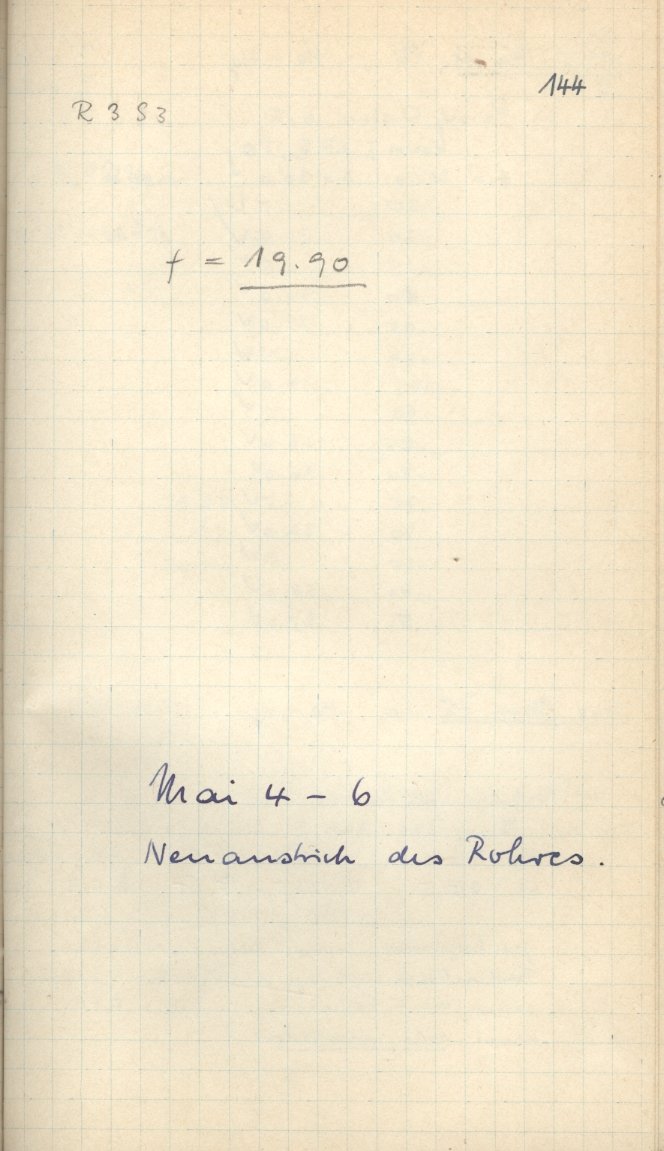 144
R 3 S 3
f = 19.90
Mai 4 – 6
Neuanstrich des Rohres.